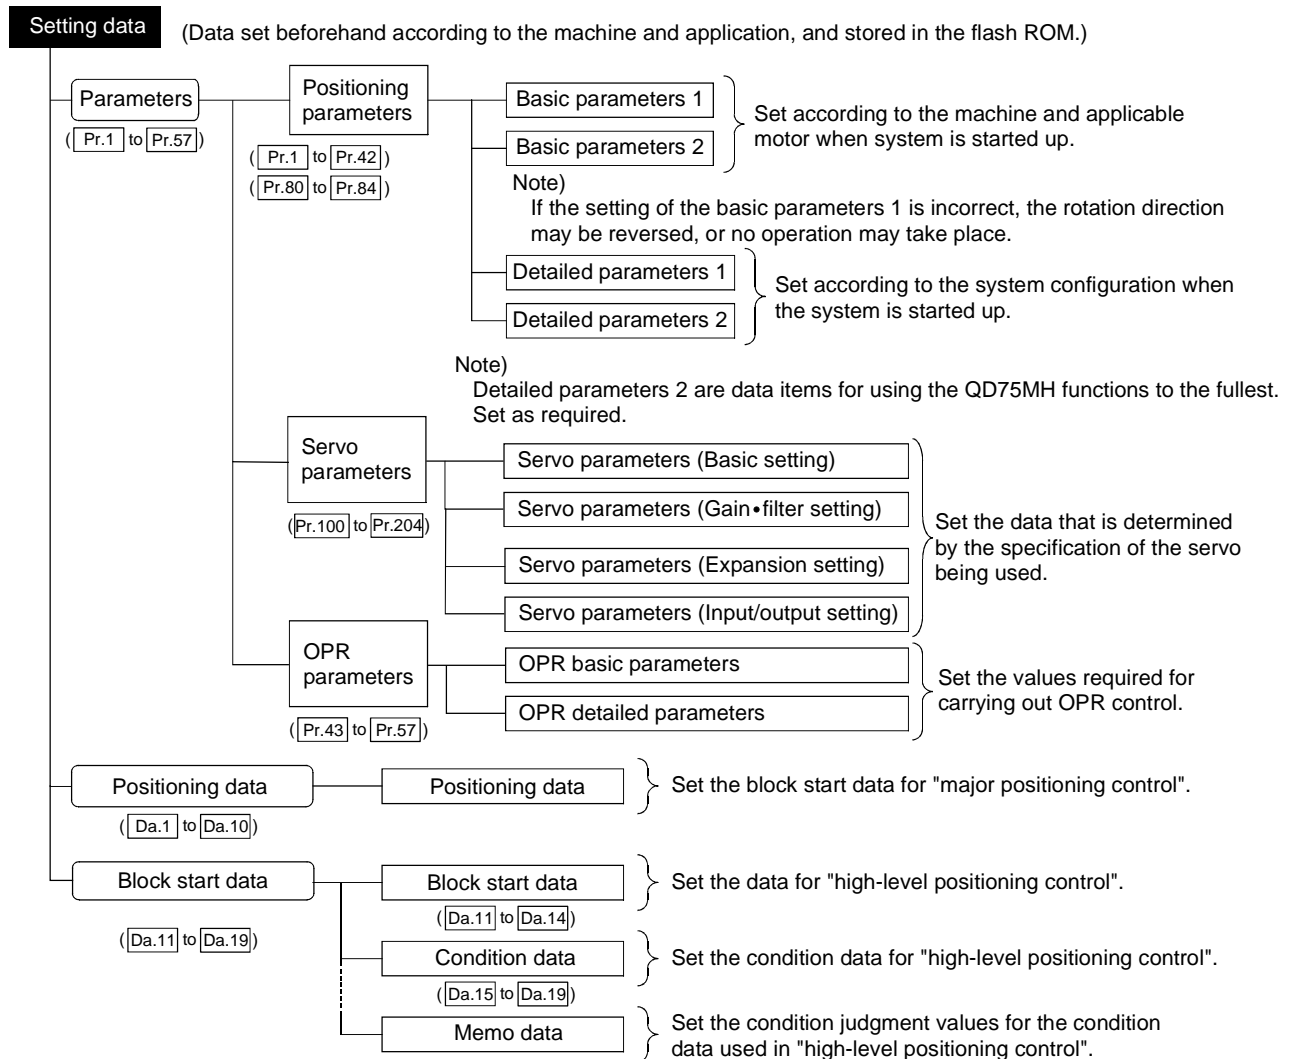 Setting data
(Data set beforehand according to the machine and application, and stored in the flash ROM.)
Parameters
( Pr.1 to Pr.57 )
Positioning
parameters
( Pr.1 to Pr.42 )
( Pr.80 to Pr.84 )
Basic parameters 1
Basic parameters 2
Set according to the machine and applicable
motor when system is started up.
Note)
If the setting of the basic parameters 1 is incorrect, the rotation direction
may be reversed, or no operation may take place.
Detailed parameters 1
Detailed parameters 2
Set according to the system configuration when
the system is started up.
Note)
Detailed parameters 2 are data items for using the QD75MH functions to the fullest.
Set as required.
Servo
parameters
(Pr.100 to Pr.204)
Servo parameters (Basic setting)
Servo parameters (Gain•filter setting)
Servo parameters (Expansion setting)
Servo parameters (Input/output setting)
Set the data that is determined
by the specification of the servo
being used.
OPR
parameters
( Pr.43 to Pr.57 )
OPR basic parameters
OPR detailed parameters
Set the values required for
carrying out OPR control.
Positioning data
( Da.1 to Da.10 )
Positioning data
Set the block start data for "major positioning control".
Block start data
( Da.11 to Da.19 )
Block start data
( Da.11 to Da.14 )
Set the data for "high-level positioning control".
Condition data
( Da.15 to Da.19 )
Set the condition data for "high-level positioning control".
Memo data
Set the condition judgment values for the condition
data used in "high-level positioning control".